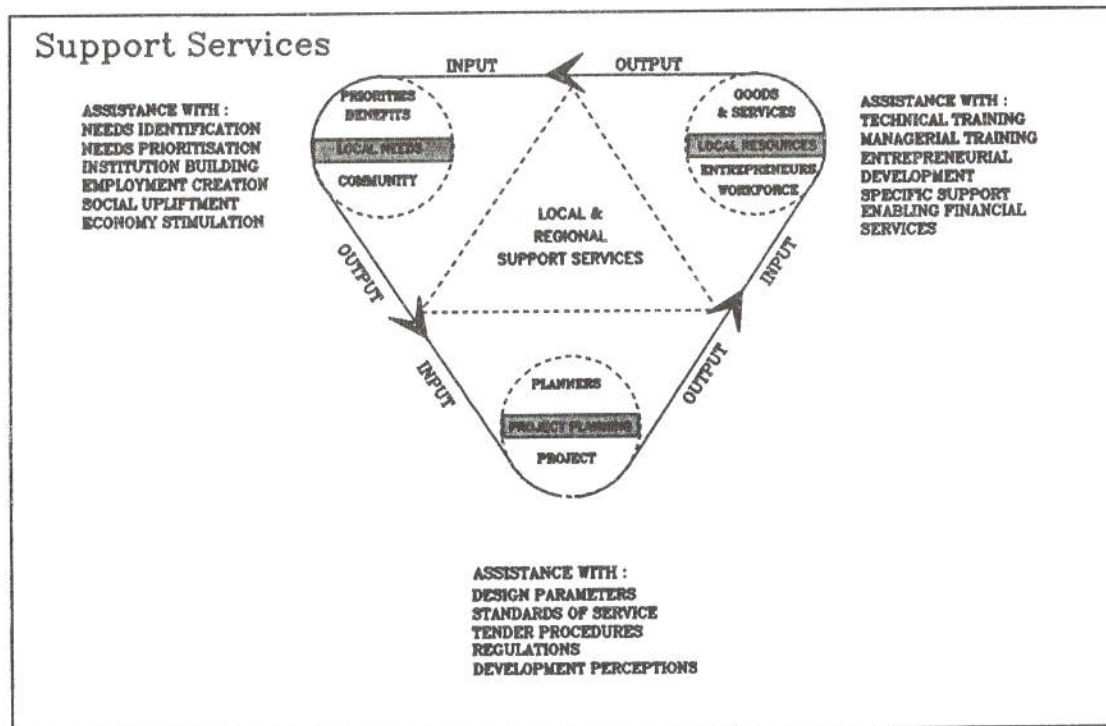 Support Services
INPUT
OUTPUT
ASSISTANCE WITH :
NEEDS IDENTIFICATION
NEEDS PRIORITISATION
INSTITUTION BUILDING
EMPLOYMENT CREATION
SOCIAL UPLIFTMENT
ECONOMY STIMULATION
PRIORITIES
BENEFITS
LOCAL NEEDS
COMMUNITY
GOODS
& SERVICES
LOCAL RESOURCES
ENTREPRENEURS
WORKFORCE
ASSISTANCE WITH :
TECHNICAL TRAINING
MANAGERIAL TRAINING
ENTREPRENEURIAL
DEVELOPMENT
SPECIFIC SUPPORT
ENABLING FINANCIAL
SERVICES
LOCAL &
REGIONAL
SUPPORT SERVICES
OUTPUT
INPUT
INPUT
OUTPUT
PLANNERS
PROJECT PLANNING
PROJECT
ASSISTANCE WITH :
DESIGN PARAMETERS
STANDARDS OF SERVICE
TENDER PROCEDURES
REGULATIONS
DEVELOPMENT PERCEPTIONS